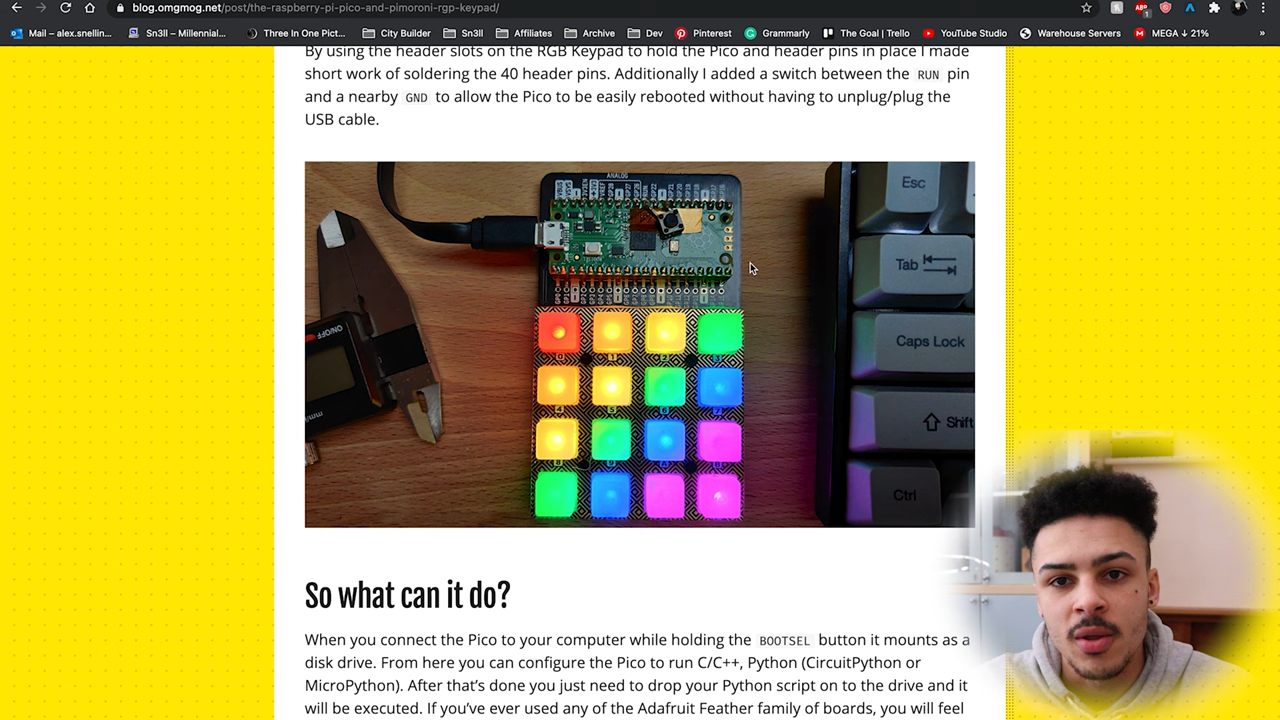 blog.omgmog.net/post/the-raspberry-pi-pico-and-pimoroni-rgp-keypad/
ABP
1
Mail – alex.snellin...
Sn3ll – Millennial...
Three In One Pict...
City Builder
Sn3ll
Affiliates
Archive
Dev
Pinterest
Grammarly
The Goal | Trello
YouTube Studio
Warehouse Servers
MEGA ↓ 21%
»
By using the header slots on the RGB Keypad to hold the Pico and header pins in place I made
short work of soldering the 40 header pins. Additionally I added a switch between the RUN pin
and a nearby GND to allow the Pico to be easily rebooted without having to unplug/plug the
USB cable.
ANALOG
Esc
Tab
Caps Lock
Shift
Ctrl
ON/OFF
mm/
So what can it do?
When you connect the Pico to your computer while holding the BOOTSEL button it mounts as a
disk drive. From here you can configure the Pico to run C/C++, Python (CircuitPython or
MicroPython). After that's done you just need to drop your Python script on to the drive and it
will be executed. If you've ever used any of the Adafruit Feather family of boards, you will feel